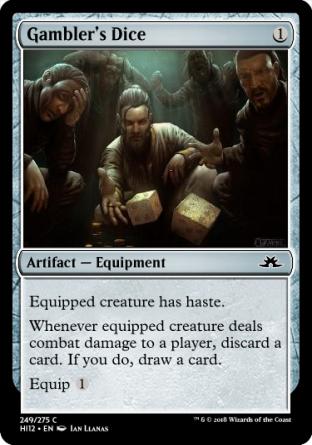 Gambler's Dice 1
Artifact — Equipment
Equipped creature has haste.
Whenever equipped creature deals
combat damage to a player, discard a
card. If you do, draw a card.
Equip 1
249/275 C
HI12 • EN Ian Llanas
™ & © 2018 Wizards of the Coast